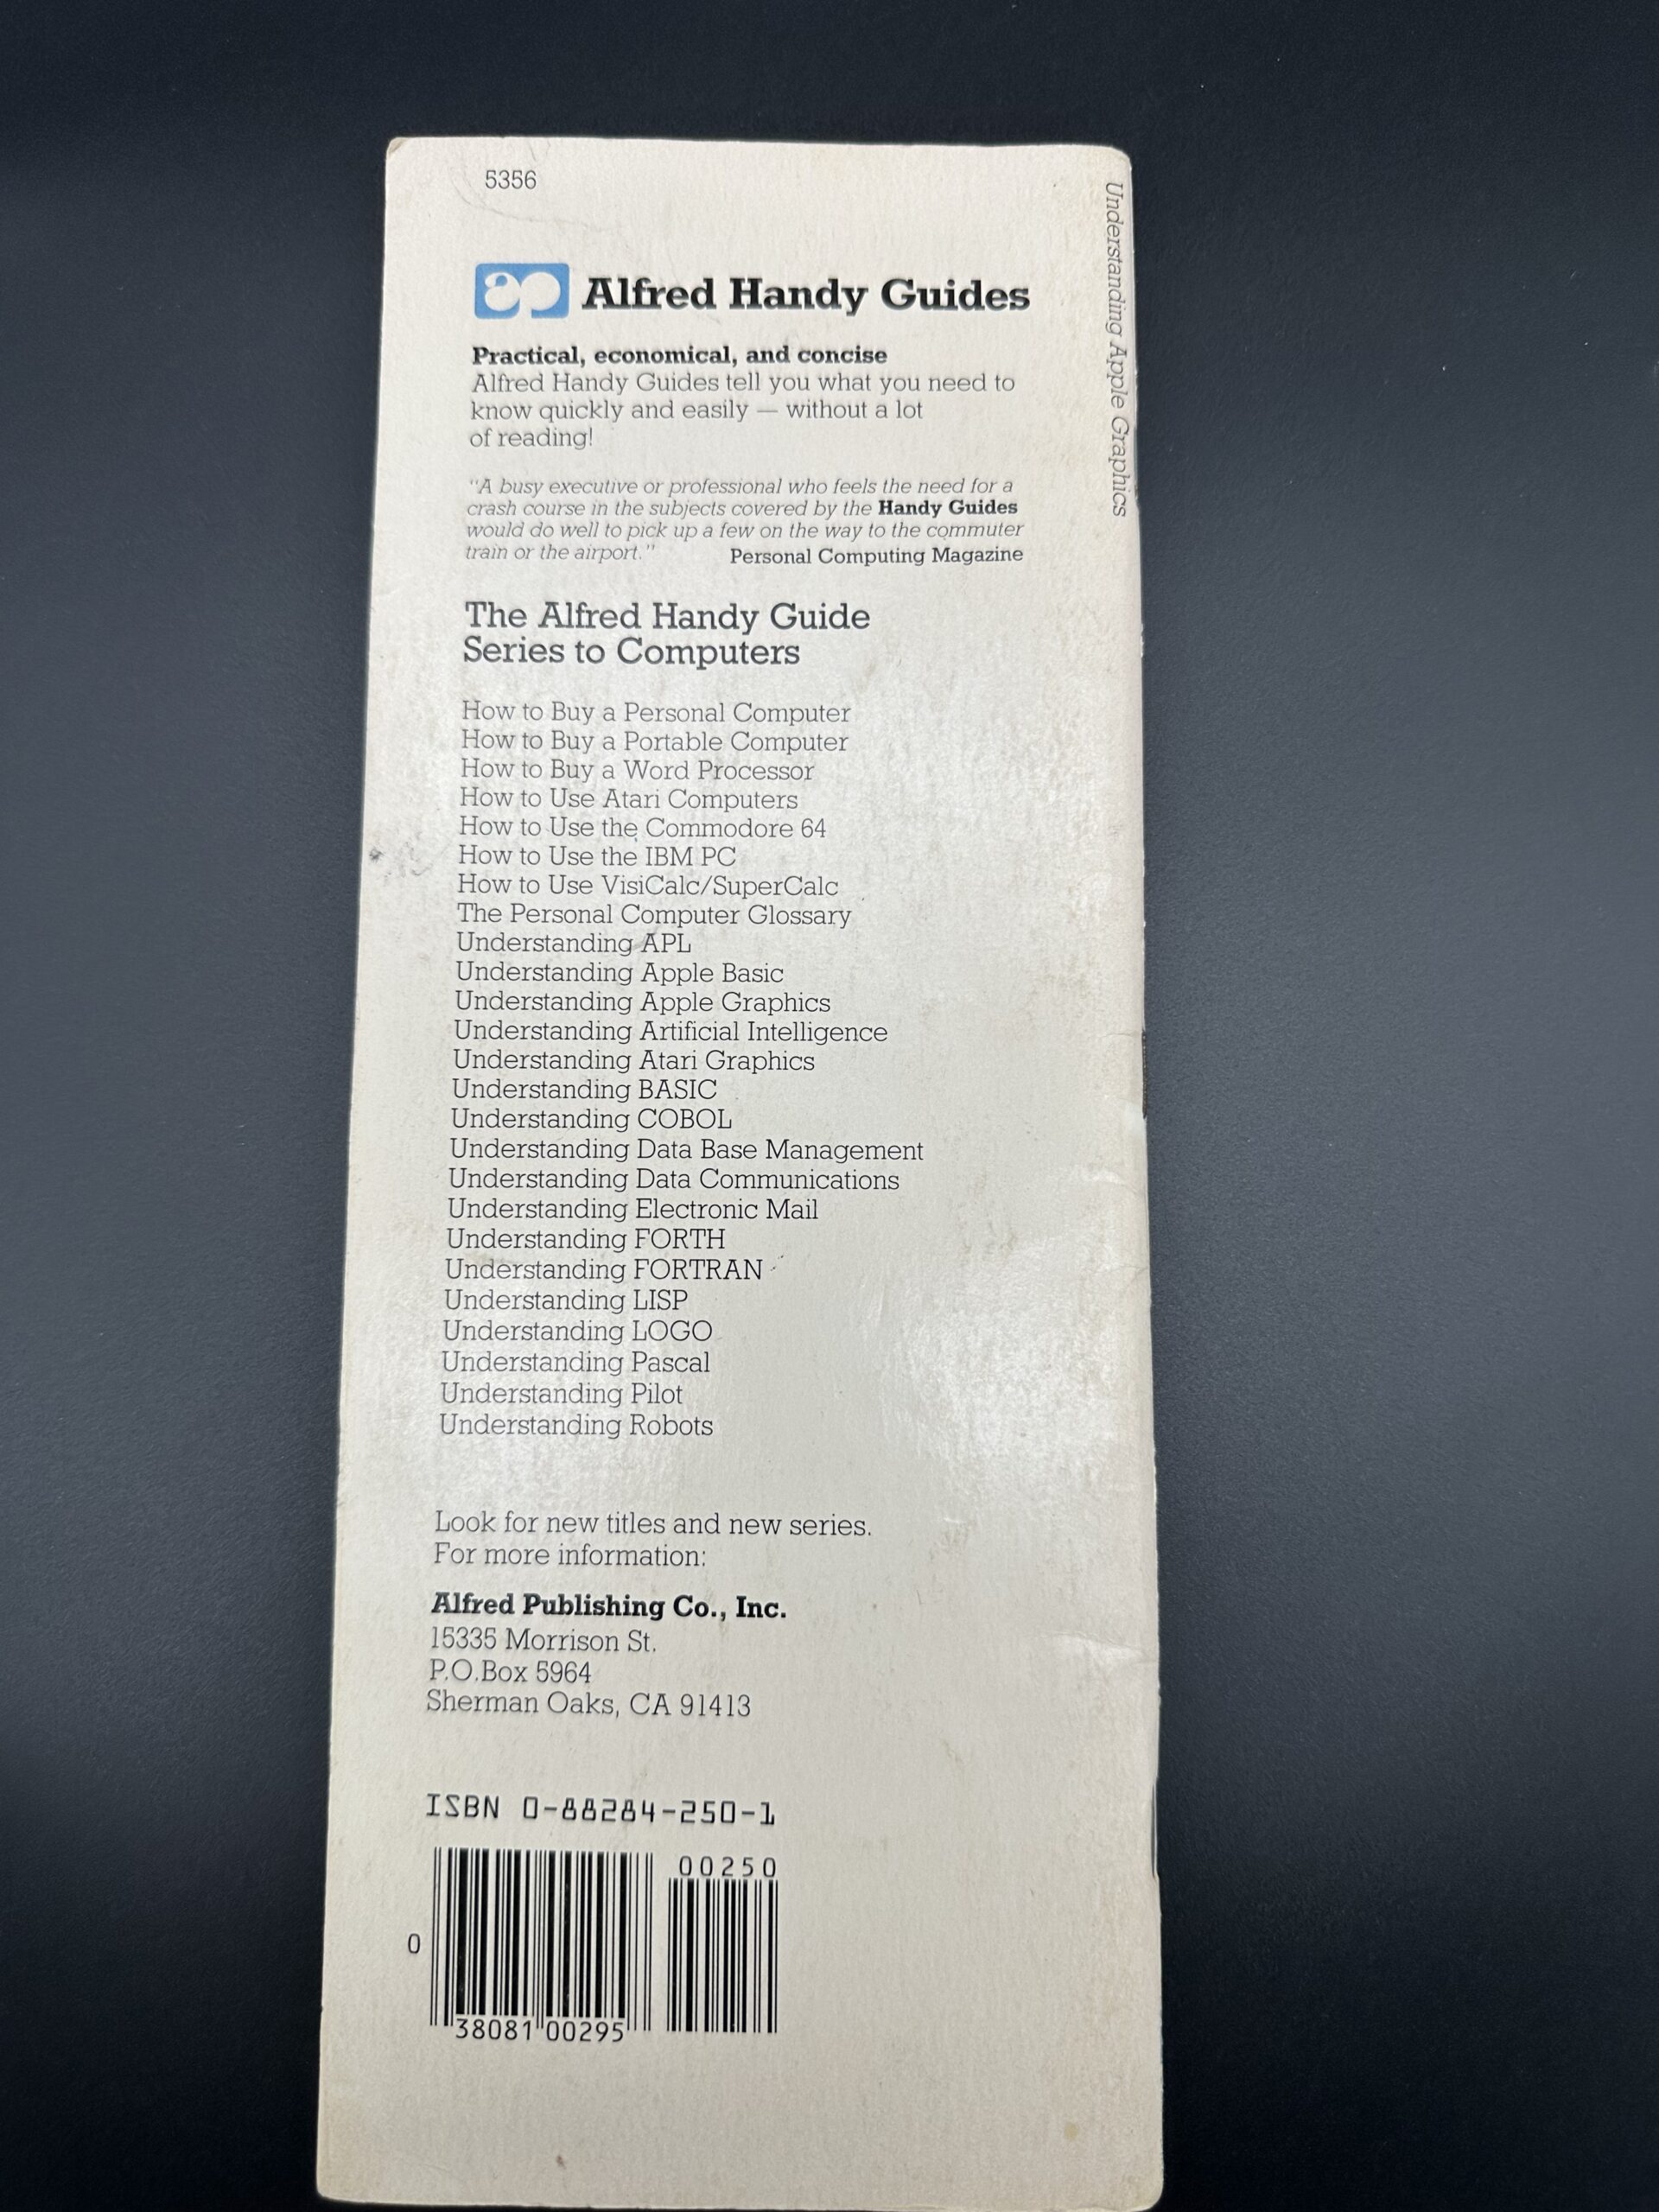 5356
Understanding Apple Graphics
ac Alfred Handy Guides
Practical, economical, and concise
Alfred Handy Guides tell you what you need to
know quickly and easily — without a lot
of reading!
"A busy executive or professional who feels the need for a
crash course in the subjects covered by the Handy Guides
would do well to pick up a few on the way to the commuter
train or the airport." Personal Computing Magazine
The Alfred Handy Guide
Series to Computers
How to Buy a Personal Computer
How to Buy a Portable Computer
How to Buy a Word Processor
How to Use Atari Computers
How to Use the Commodore 64
How to Use the IBM PC
How to Use VisiCalc/SuperCalc
The Personal Computer Glossary
Understanding APL
Understanding Apple Basic
Understanding Apple Graphics
Understanding Artificial Intelligence
Understanding Atari Graphics
Understanding BASIC
Understanding COBOL
Understanding Data Base Management
Understanding Data Communications
Understanding Electronic Mail
Understanding FORTH
Understanding FORTRAN
Understanding LISP
Understanding LOGO
Understanding Pascal
Understanding Pilot
Understanding Robots
Look for new titles and new series.
For more information:
Alfred Publishing Co., Inc.
15335 Morrison St.
P.O.Box 5964
Sherman Oaks, CA 91413
ISBN 0-88284-250-1
00250
0
38081 00295